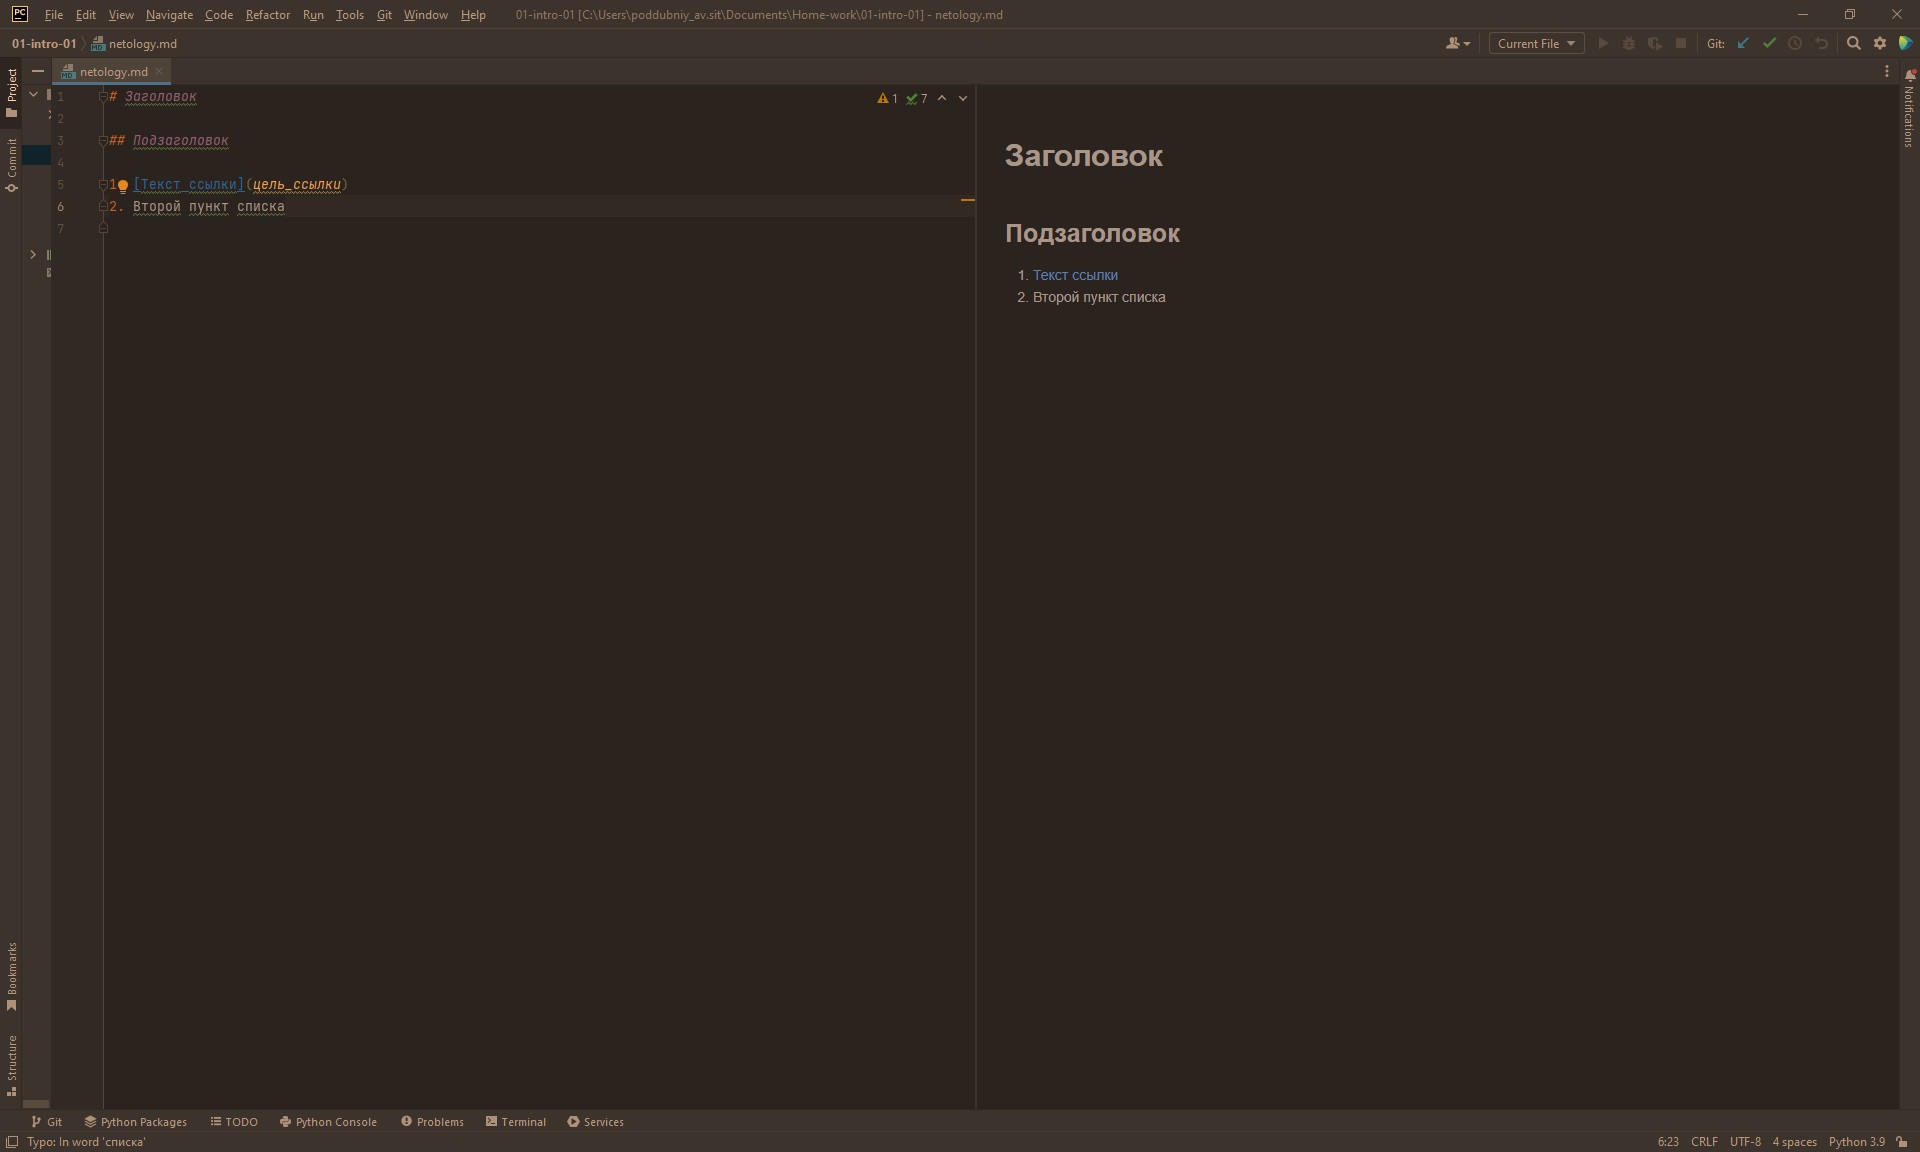 PC File Edit View Navigate Code Refactor Run Tools Git Window Help 01-intro-01 [C:\Users\poddubniy_av.sit\Documents\Home-work\01-intro-01] - netology.md
01-intro-01 netology.md Current File Git:
Project
netology.md
1 # Заголовок
1 7
2
3 ## Подзаголовок
4
5 1 [Текст ссылки](цель_ссылки)
6 2. Второй пункт списка
7
Заголовок
Подзаголовок
1. Текст ссылки
2. Второй пункт списка
Commit
Bookmarks
Structure
Notifications
Git Python Packages TODO Python Console Problems Terminal Services
Typo: In word 'списка' 6:23 CRLF UTF-8 4 spaces Python 3.9